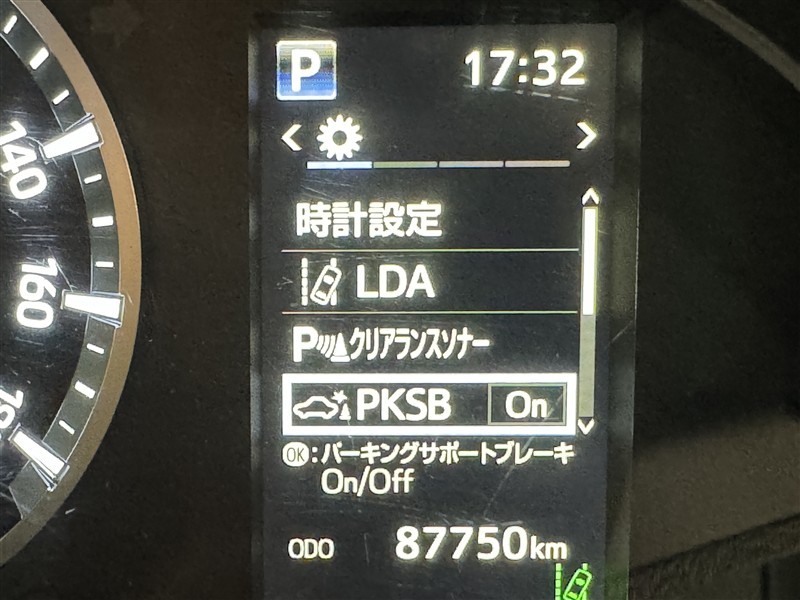 P 17:32
時計設定
LDA
P クリアランスソナー
PKSB On
OK:パーキングサポートブレーキ
On/Off
ODO 87750km
140
160